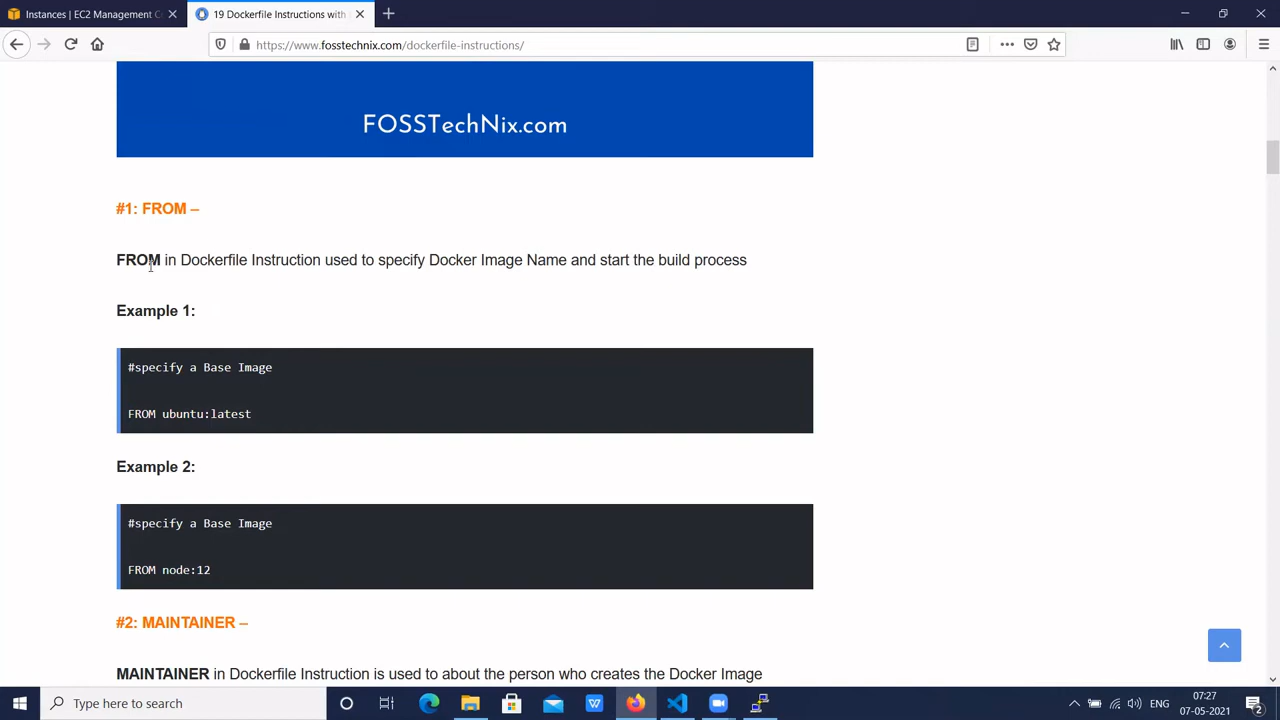 Instances | EC2 Management C
19 Dockerfile Instructions with
https://www.fosstechnix.com/dockerfile-instructions/
FOSSTechNix.com
#1: FROM –
FROM in Dockerfile Instruction used to specify Docker Image Name and start the build process
Example 1:
#specify a Base Image
FROM ubuntu:latest
Example 2:
#specify a Base Image
FROM node:12
#2: MAINTAINER –
MAINTAINER in Dockerfile Instruction is used to about the person who creates the Docker Image
Type here to search
ENG
07:27
07-05-2021
2